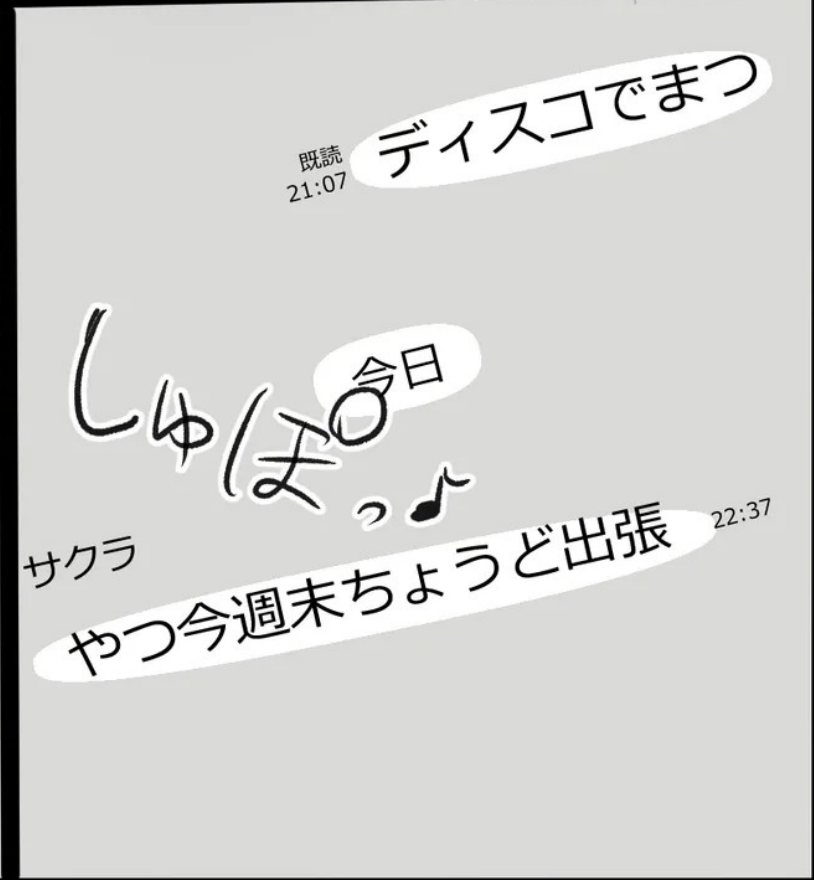 ディスコでまつ
既読
21:07
今日
しゅぽっ♪
サクラ
やつ今週末ちょうど出張
22:37